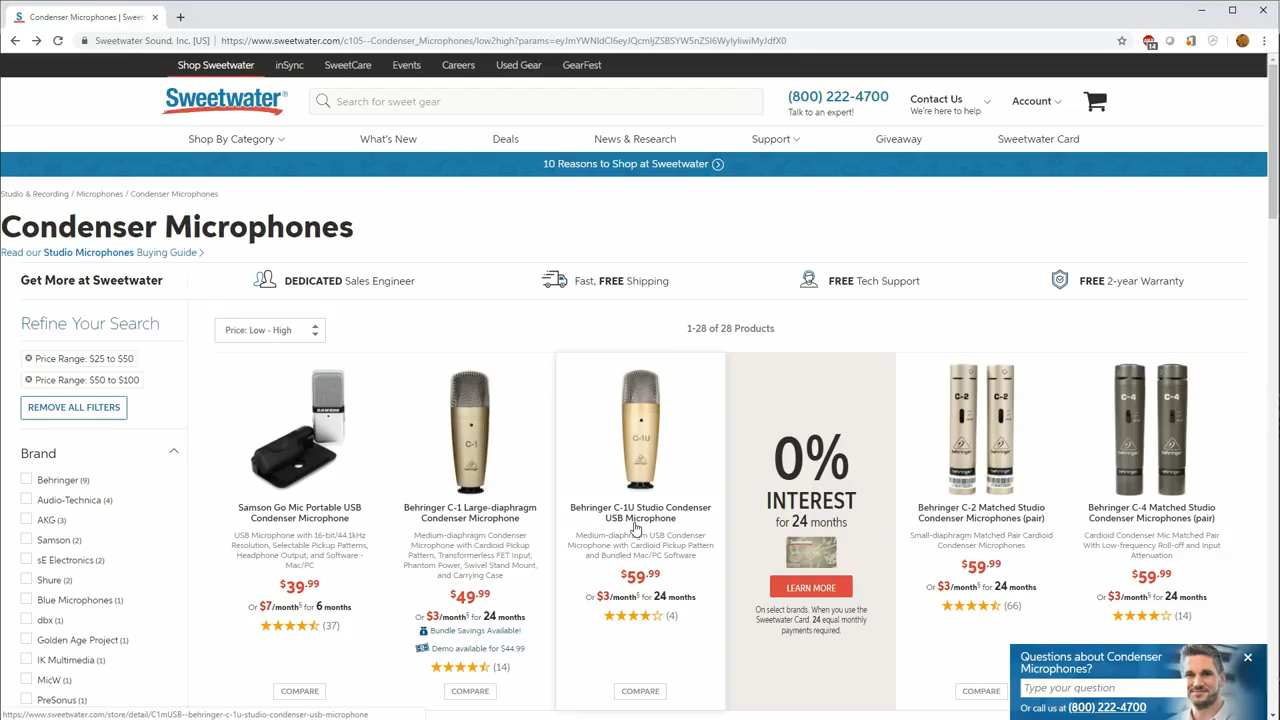 Condenser Microphones | Sweet
Sweetwater Sound, Inc. [US]
https://www.sweetwater.com/c105--Condenser_Microphones/low2high?params=eyJmYWNldCI6eyJQcmljZSBSYW5nZSI6WyIyIiwiMyJdfX0
14
Shop Sweetwater
inSync
SweetCare
Events
Careers
Used Gear
GearFest
Sweetwater
Search for sweet gear
(800) 222-4700
Talk to an expert!
Contact Us
We're here to help
Account
Shop By Category
What's New
Deals
News & Research
Support
Giveaway
Sweetwater Card
10 Reasons to Shop at Sweetwater
Studio & Recording / Microphones / Condenser Microphones
Condenser Microphones
Read our Studio Microphones Buying Guide
Get More at Sweetwater
DEDICATED Sales Engineer
Fast, FREE Shipping
FREE Tech Support
FREE 2-year Warranty
Refine Your Search
Price Range: $25 to $50
Price Range: $50 to $100
REMOVE ALL FILTERS
Brand
Behringer (9)
Audio-Technica (4)
AKG (3)
Samson (2)
sE Electronics (2)
Shure (2)
Blue Microphones (1)
dbx (1)
Golden Age Project (1)
IK Multimedia (1)
MicW (1)
PreSonus (1)
Price: Low - High
1-28 of 28 Products
SAMSON
Samson Go Mic Portable USB
Condenser Microphone
USB Microphone with 16-bit/44.1kHz
Resolution, Selectable Pickup Patterns,
Headphone Output, and Software -
Mac/PC
$39.99
Or $7/month§ for 6 months
(37)
COMPARE
C-1
Behringer C-1 Large-diaphragm
Condenser Microphone
Medium-diaphragm Condenser
Microphone with Cardioid Pickup
Pattern, Transformerless FET Input,
Phantom Power, Swivel Stand Mount,
and Carrying Case
$49.99
Or $3/month§ for 24 months
Bundle Savings Available!
Demo available for $44.99
(14)
COMPARE
C-1U
Behringer C-1U Studio Condenser
USB Microphone
Medium-diaphragm USB Condenser
Microphone with Cardioid Pickup Pattern
and Bundled Mac/PC Software
$59.99
Or $3/month§ for 24 months
(4)
COMPARE
0%
INTEREST
for 24 months
LEARN MORE
On select brands. When you use the
Sweetwater Card. 24 equal monthly
payments required.
C-2
C-2
behringer
behringer
Behringer C-2 Matched Studio
Condenser Microphones (pair)
Small-diaphragm Matched Pair Cardioid
Condenser Microphones
$59.99
Or $3/month§ for 24 months
(66)
COMPARE
C-4
C-4
behringer
behringer
Behringer C-4 Matched Studio
Condenser Microphones (pair)
Cardioid Condenser Mic Matched Pair
With Low-frequency Roll-off and Input
Attenuation
$59.99
Or $3/month§ for 24 months
(14)
Questions about Condenser
Microphones?
Type your question
Or call us at (800) 222-4700
https://www.sweetwater.com/store/detail/C1mUSB--behringer-c-1u-studio-condenser-usb-microphone